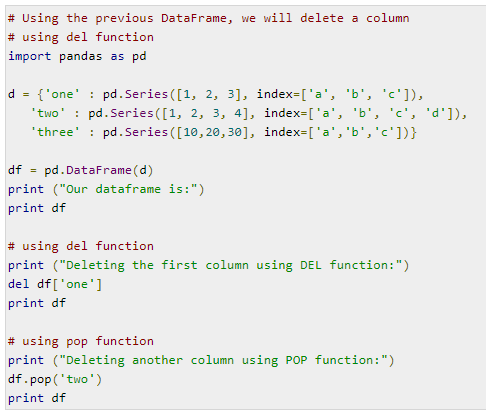 # Using the previous DataFrame, we will delete a column
# using del function
import pandas as pd
d = {'one' : pd.Series([1, 2, 3], index=['a', 'b', 'c']),
'two' : pd.Series([1, 2, 3, 4], index=['a', 'b', 'c', 'd']),
'three' : pd.Series([10,20,30], index=['a','b','c'])}
df = pd.DataFrame(d)
print ("Our dataframe is:")
print df
# using del function
print ("Deleting the first column using DEL function:")
del df['one']
print df
# using pop function
print ("Deleting another column using POP function:")
df.pop('two')
print df